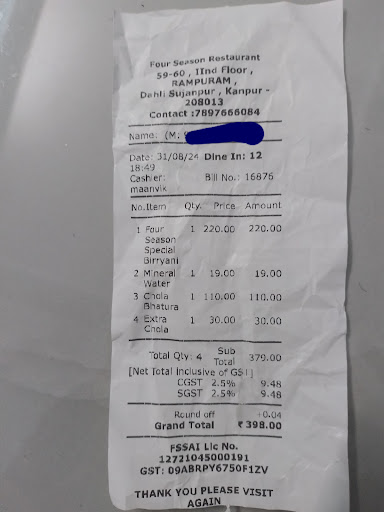 Four Season Restaurant
59-60 , IInd Floor ,
RAMPURAM ,
Dahli Sujanpur , Kanpur -
208013
Contact :7897666084
Name: (M:
Date: 31/08/24 Dine In: 12
18:49
Cashier: Bill No.: 16876
maanvik
No.Item Qty. Price Amount
1 Four 1 220.00 220.00
Season
Special
Birryani
2 Mineral 1 19.00 19.00
Water
3 Chola 1 110.00 110.00
Bhatura
4 Extra 1 30.00 30.00
Chola
Total Qty: 4 Sub Total 379.00
[Net Total Inclusive of GST]
CGST 2.5% 9.48
SGST 2.5% 9.48
Round off +0.04
Grand Total ₹ 398.00
FSSAI Lic No.
12721045000191
GST: 09ABRPY6750F1ZV
THANK YOU PLEASE VISIT
AGAIN